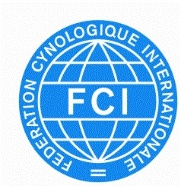 FEDERATION CYNOLOGIQUE INTERNATIONALE
FCI